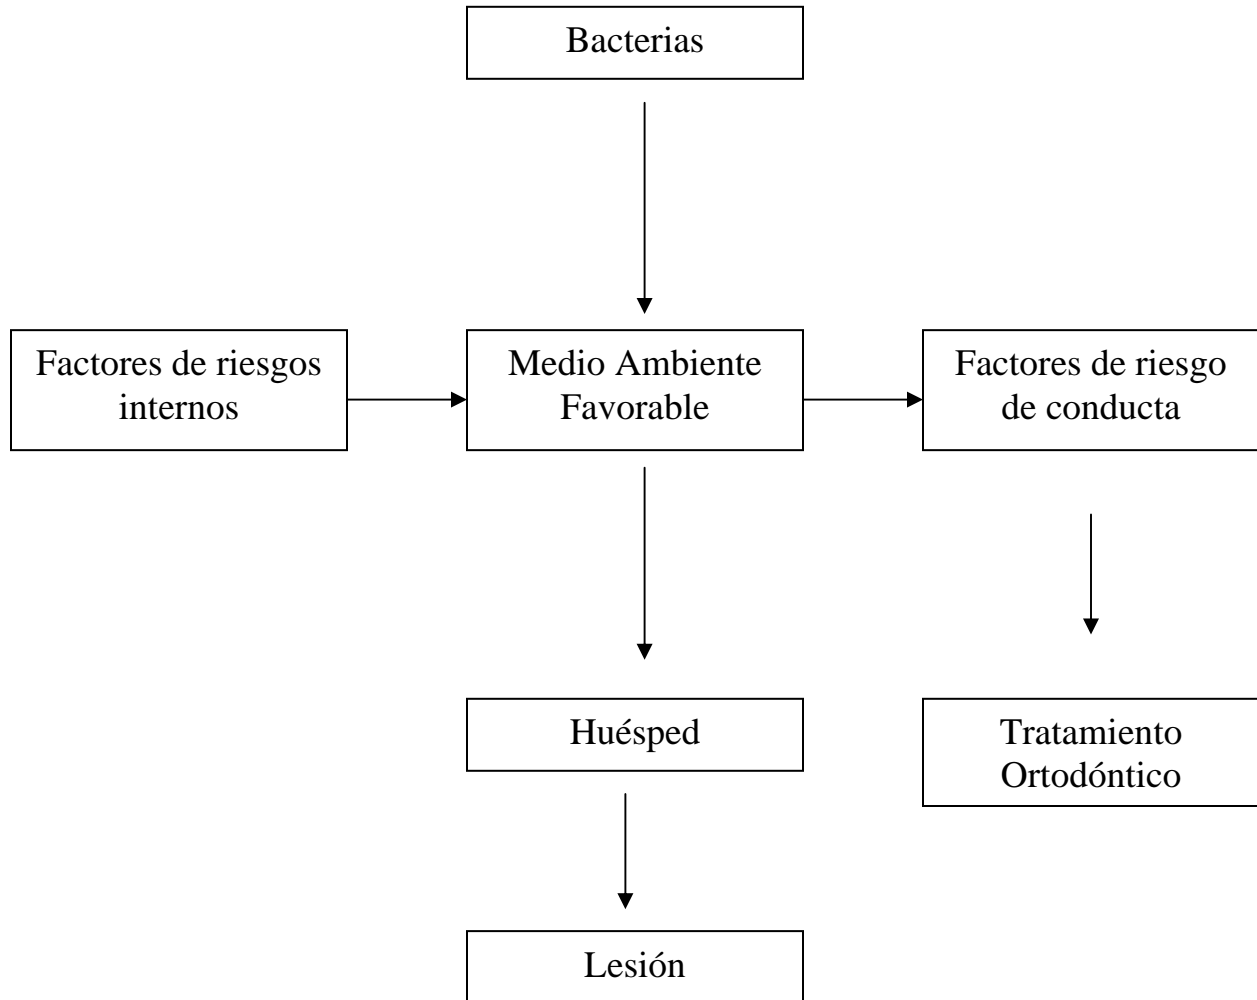 Bacterias
Factores de riesgos
internos
Medio Ambiente
Favorable
Factores de riesgo
de conducta
Huésped
Tratamiento
Ortodóntico
Lesión